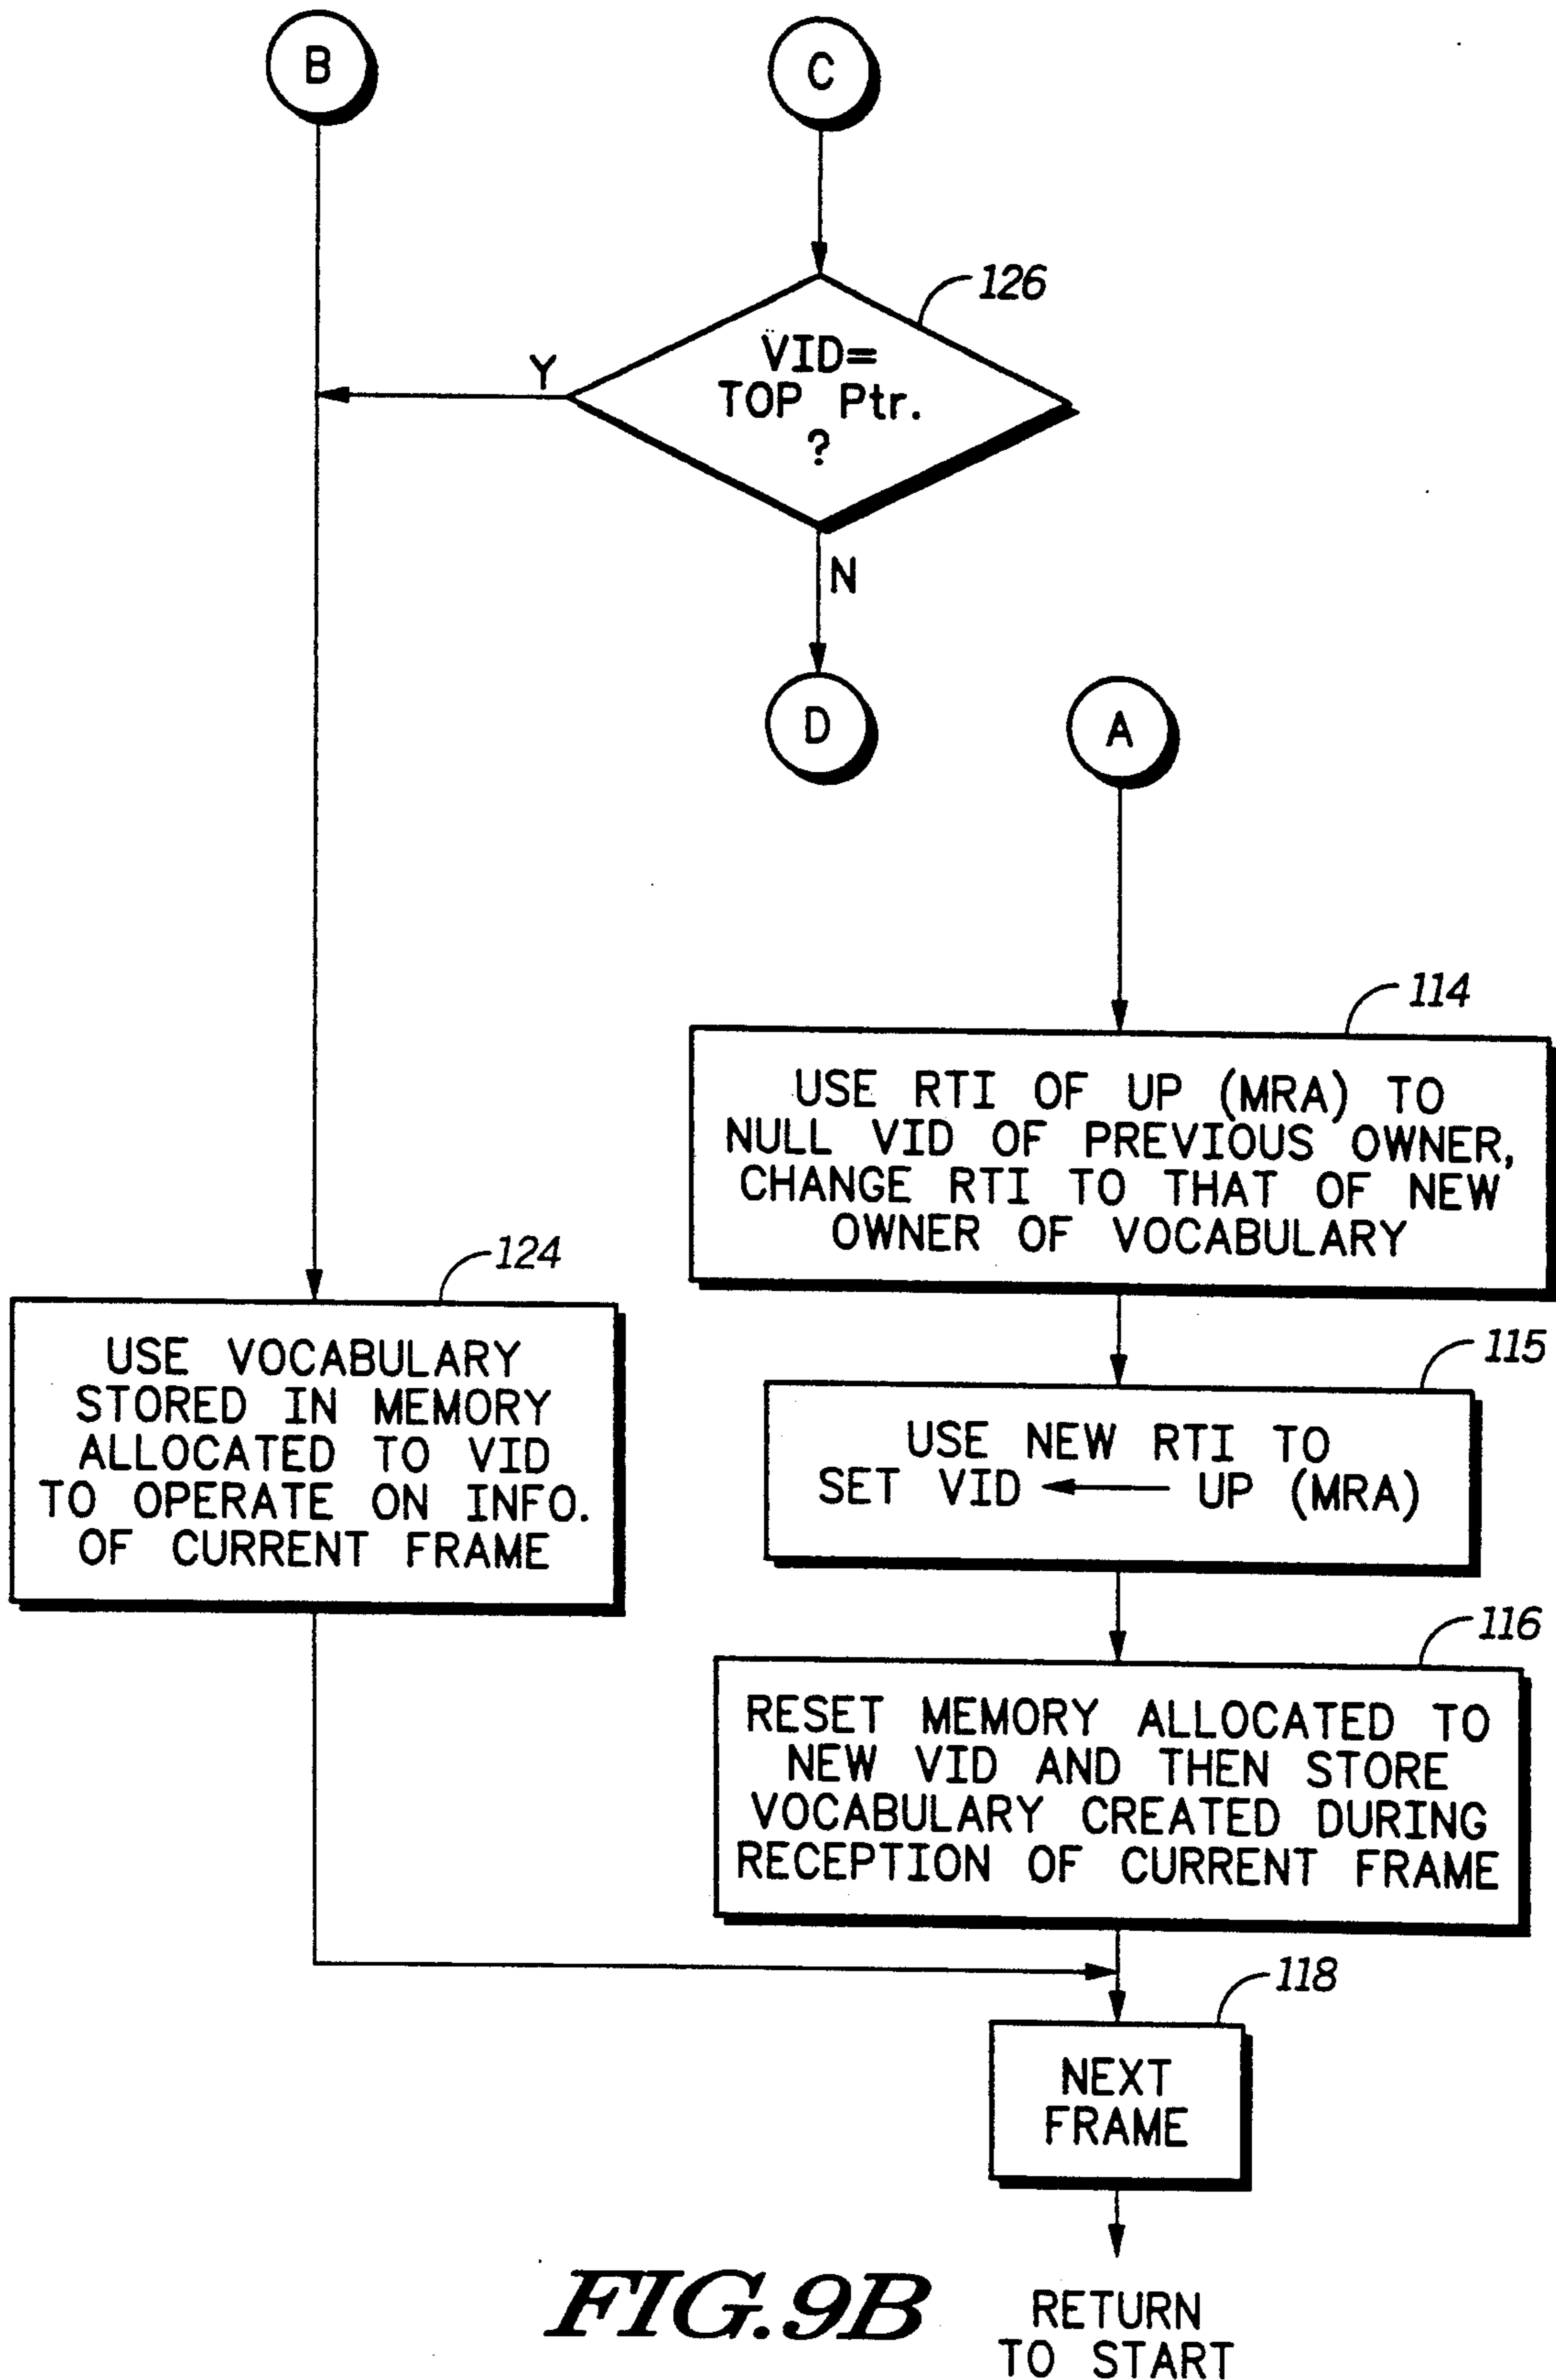 B
C
126
VID=
TOP Ptr.
?
Y
N
D
A
114
USE RTI OF UP (MRA) TO
NULL VID OF PREVIOUS OWNER,
CHANGE RTI TO THAT OF NEW
OWNER OF VOCABULARY
124
USE VOCABULARY
STORED IN MEMORY
ALLOCATED TO VID
TO OPERATE ON INFO.
OF CURRENT FRAME
115
USE NEW RTI TO
SET VID ← UP (MRA)
116
RESET MEMORY ALLOCATED TO
NEW VID AND THEN STORE
VOCABULARY CREATED DURING
RECEPTION OF CURRENT FRAME
118
NEXT
FRAME
RETURN
TO START
FIG.9B